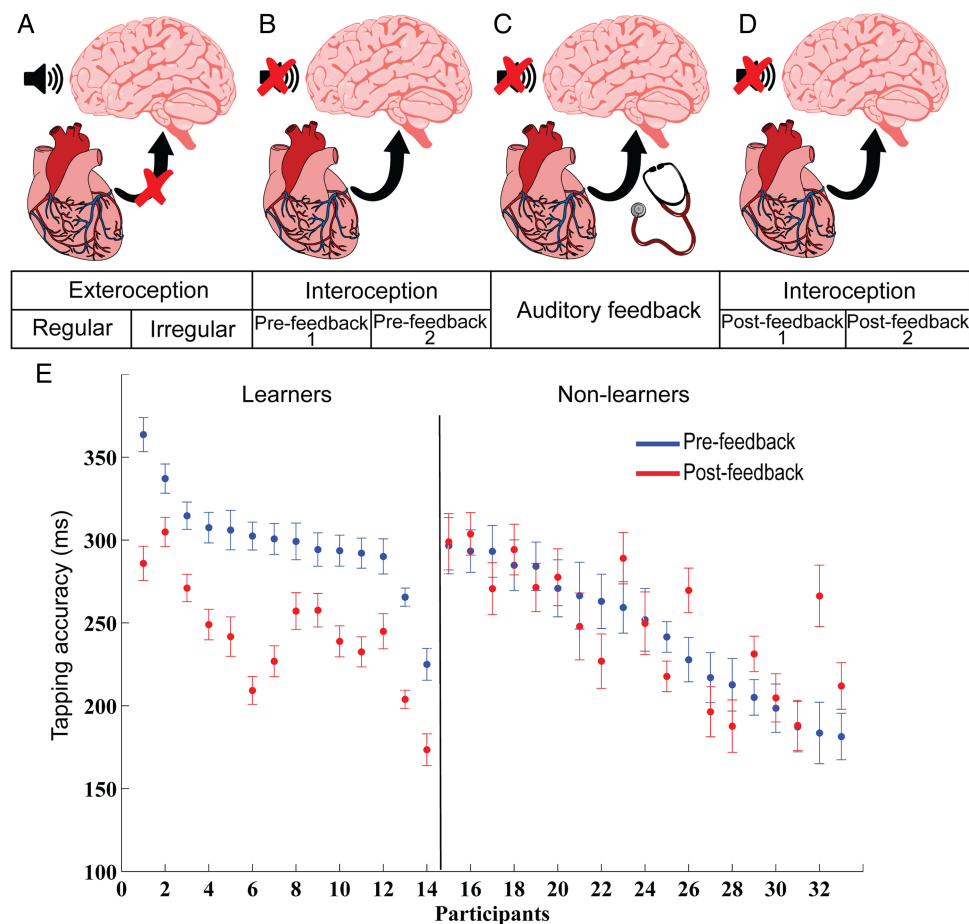 A
B
C
D
Exteroception
Interoception
Auditory feedback
Interoception
Regular
Irregular
Pre-feedback
1
Pre-feedback
2
Post-feedback
1
Post-feedback
2
E
Learners
Non-learners
Pre-feedback
Post-feedback
Tapping accuracy (ms)
350
300
250
200
150
100
0 2 4 6 8 10 12 14 16 18 20 22 24 26 28 30 32
Participants